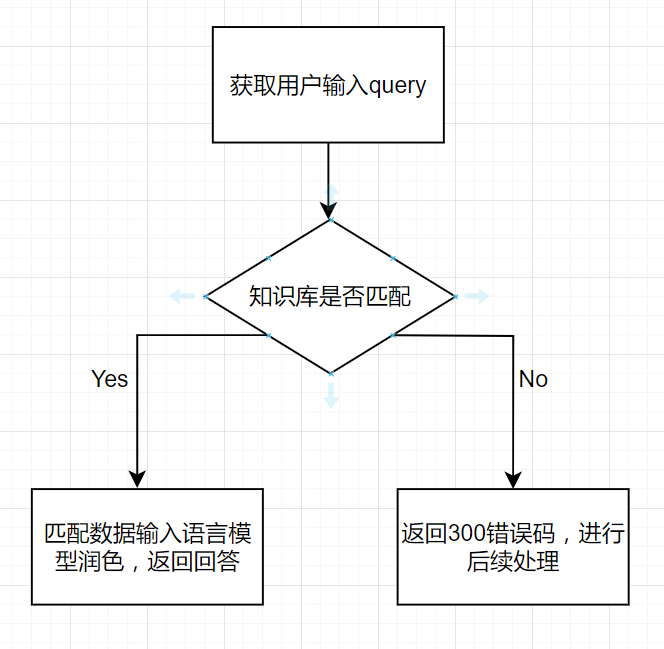 获取用户输入query
知识库是否匹配
Yes
No
匹配数据输入语言模
型润色，返回回答
返回300错误码，进行
后续处理